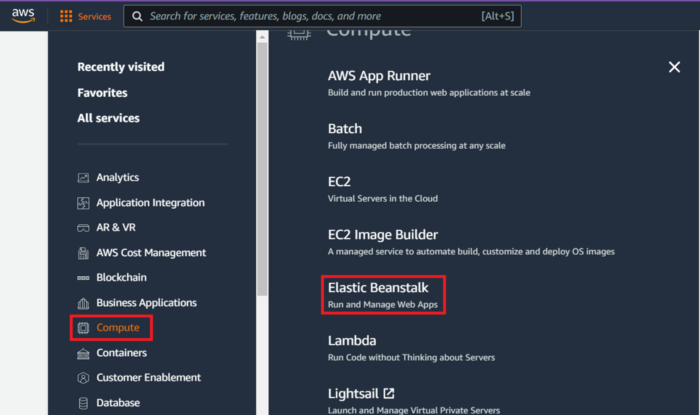 aws
Services
Search for services, features, blogs, docs, and more
[Alt+S]
Recently visited
Favorites
All services
Analytics
Application Integration
AR & VR
AWS Cost Management
Blockchain
Business Applications
Compute
Containers
Customer Enablement
Database
Compute
AWS App Runner
Build and run production web applications at scale
Batch
Fully managed batch processing at any scale
EC2
Virtual Servers in the Cloud
EC2 Image Builder
A managed service to automate build, customize and deploy OS images
Elastic Beanstalk
Run and Manage Web Apps
Lambda
Run Code without Thinking about Servers
Lightsail
Launch and Manage Virtual Private Servers